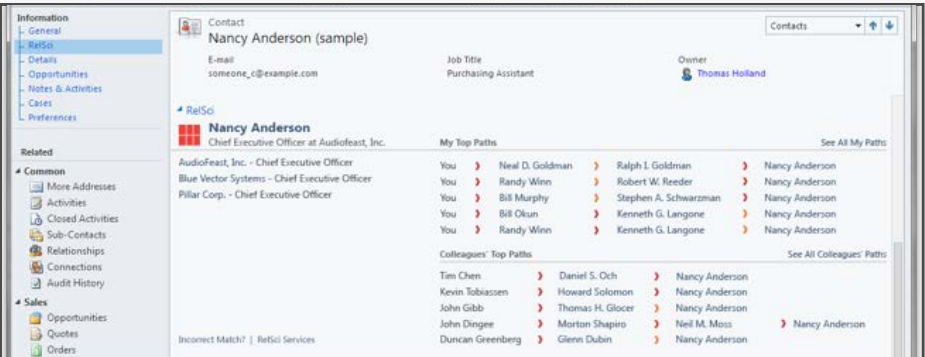 Information
General
RelSci
Details
Opportunities
Notes & Activities
Cases
Preferences
Related
Common
More Addresses
Activities
Closed Activities
Sub-Contacts
Relationships
Connections
Audit History
Sales
Opportunities
Quotes
Orders
Contact
Nancy Anderson (sample)
Contacts
E-mail Job Title Owner
someone_c@example.com Purchasing Assistant Thomas Holland
RelSci
Nancy Anderson
Chief Executive Officer at Audiofeast, Inc.
AudioFeast, Inc. - Chief Executive Officer
Blue Vector Systems - Chief Executive Officer
Pillar Corp. - Chief Executive Officer
Incorrect Match? | RelSci Services
My Top Paths See All My Paths
You Neal D. Goldman Ralph I. Goldman Nancy Anderson
You Randy Winn Robert W. Reeder Nancy Anderson
You Bill Murphy Stephen A. Schwarzman Nancy Anderson
You Bill Okun Kenneth G. Langone Nancy Anderson
You Randy Winn Kenneth G. Langone Nancy Anderson
Colleagues' Top Paths See All Colleagues' Paths
Tim Chen Daniel S. Och Nancy Anderson
Kevin Tobiassen Howard Solomon Nancy Anderson
John Gibb Thomas H. Glocer Nancy Anderson
John Dingee Morton Shapiro Neil M. Moss Nancy Anderson
Duncan Greenberg Glenn Dubin Nancy Anderson